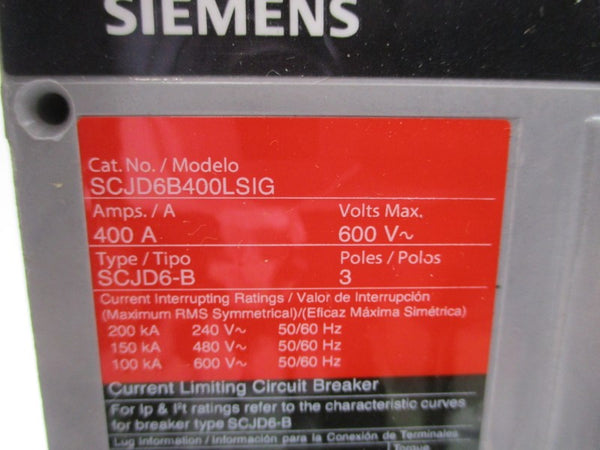 SIEMENS
Cat. No. / Modelo
SCJD6B400LSIG
Amps. / A Volts Max.
400 A 600 V~
Type / Tipo Poles / Polos
SCJD6-B 3
Current Interrupting Ratings / Valor de Interrupción
(Maximum RMS Symmetrical)/(Eficaz Máxima Simétrica)
200 kA 240 V~ 50/60 Hz
150 kA 480 V~ 50/60 Hz
100 kA 600 V~ 50/60 Hz
Current Limiting Circuit Breaker
For Ip & I²t ratings refer to the characteristic curves
for breaker type SCJD6-B
Lug Information / Información para la Conexión de Terminales
Torque